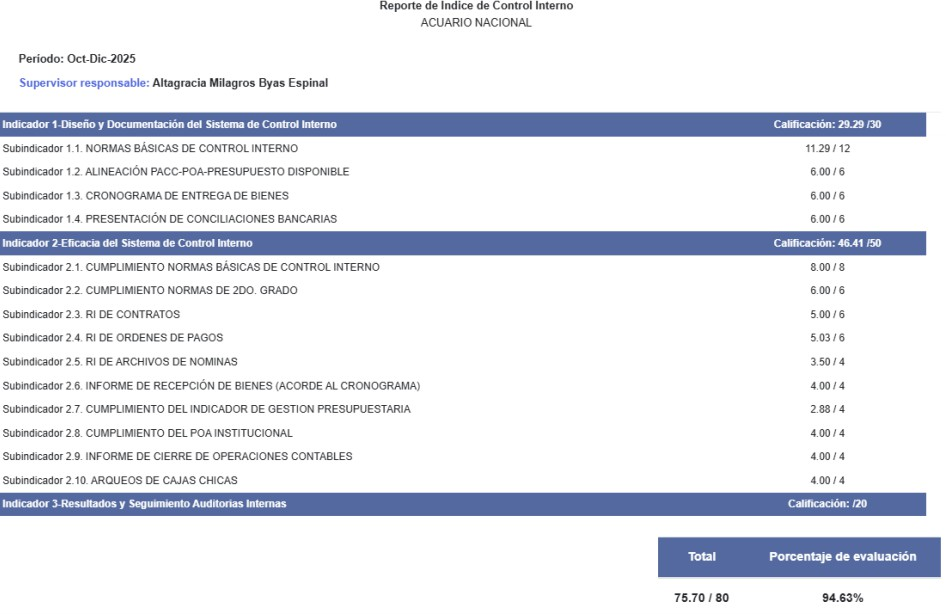 Reporte de Indice de Control Interno
ACUARIO NACIONAL
Período: Oct-Dic-2025
Supervisor responsable: Altagracia Milagros Byas Espinal
Indicador 1-Diseño y Documentación del Sistema de Control Interno Calificación: 29.29 /30
Subindicador 1.1. NORMAS BÁSICAS DE CONTROL INTERNO 11.29 / 12
Subindicador 1.2. ALINEACIÓN PACC-POA-PRESUPUESTO DISPONIBLE 6.00 / 6
Subindicador 1.3. CRONOGRAMA DE ENTREGA DE BIENES 6.00 / 6
Subindicador 1.4. PRESENTACIÓN DE CONCILIACIONES BANCARIAS 6.00 / 6
Indicador 2-Eficacia del Sistema de Control Interno Calificación: 46.41 /50
Subindicador 2.1. CUMPLIMIENTO NORMAS BÁSICAS DE CONTROL INTERNO 8.00 / 8
Subindicador 2.2. CUMPLIMIENTO NORMAS DE 2DO. GRADO 6.00 / 6
Subindicador 2.3. RI DE CONTRATOS 5.00 / 6
Subindicador 2.4. RI DE ORDENES DE PAGOS 5.03 / 6
Subindicador 2.5. RI DE ARCHIVOS DE NOMINAS 3.50 / 4
Subindicador 2.6. INFORME DE RECEPCIÓN DE BIENES (ACORDE AL CRONOGRAMA) 4.00 / 4
Subindicador 2.7. CUMPLIMIENTO DEL INDICADOR DE GESTION PRESUPUESTARIA 2.88 / 4
Subindicador 2.8. CUMPLIMIENTO DEL POA INSTITUCIONAL 4.00 / 4
Subindicador 2.9. INFORME DE CIERRE DE OPERACIONES CONTABLES 4.00 / 4
Subindicador 2.10. ARQUEOS DE CAJAS CHICAS 4.00 / 4
Indicador 3-Resultados y Seguimiento Auditorias Internas Calificación: /20
Total Porcentaje de evaluación
75.70 / 80 94.63%